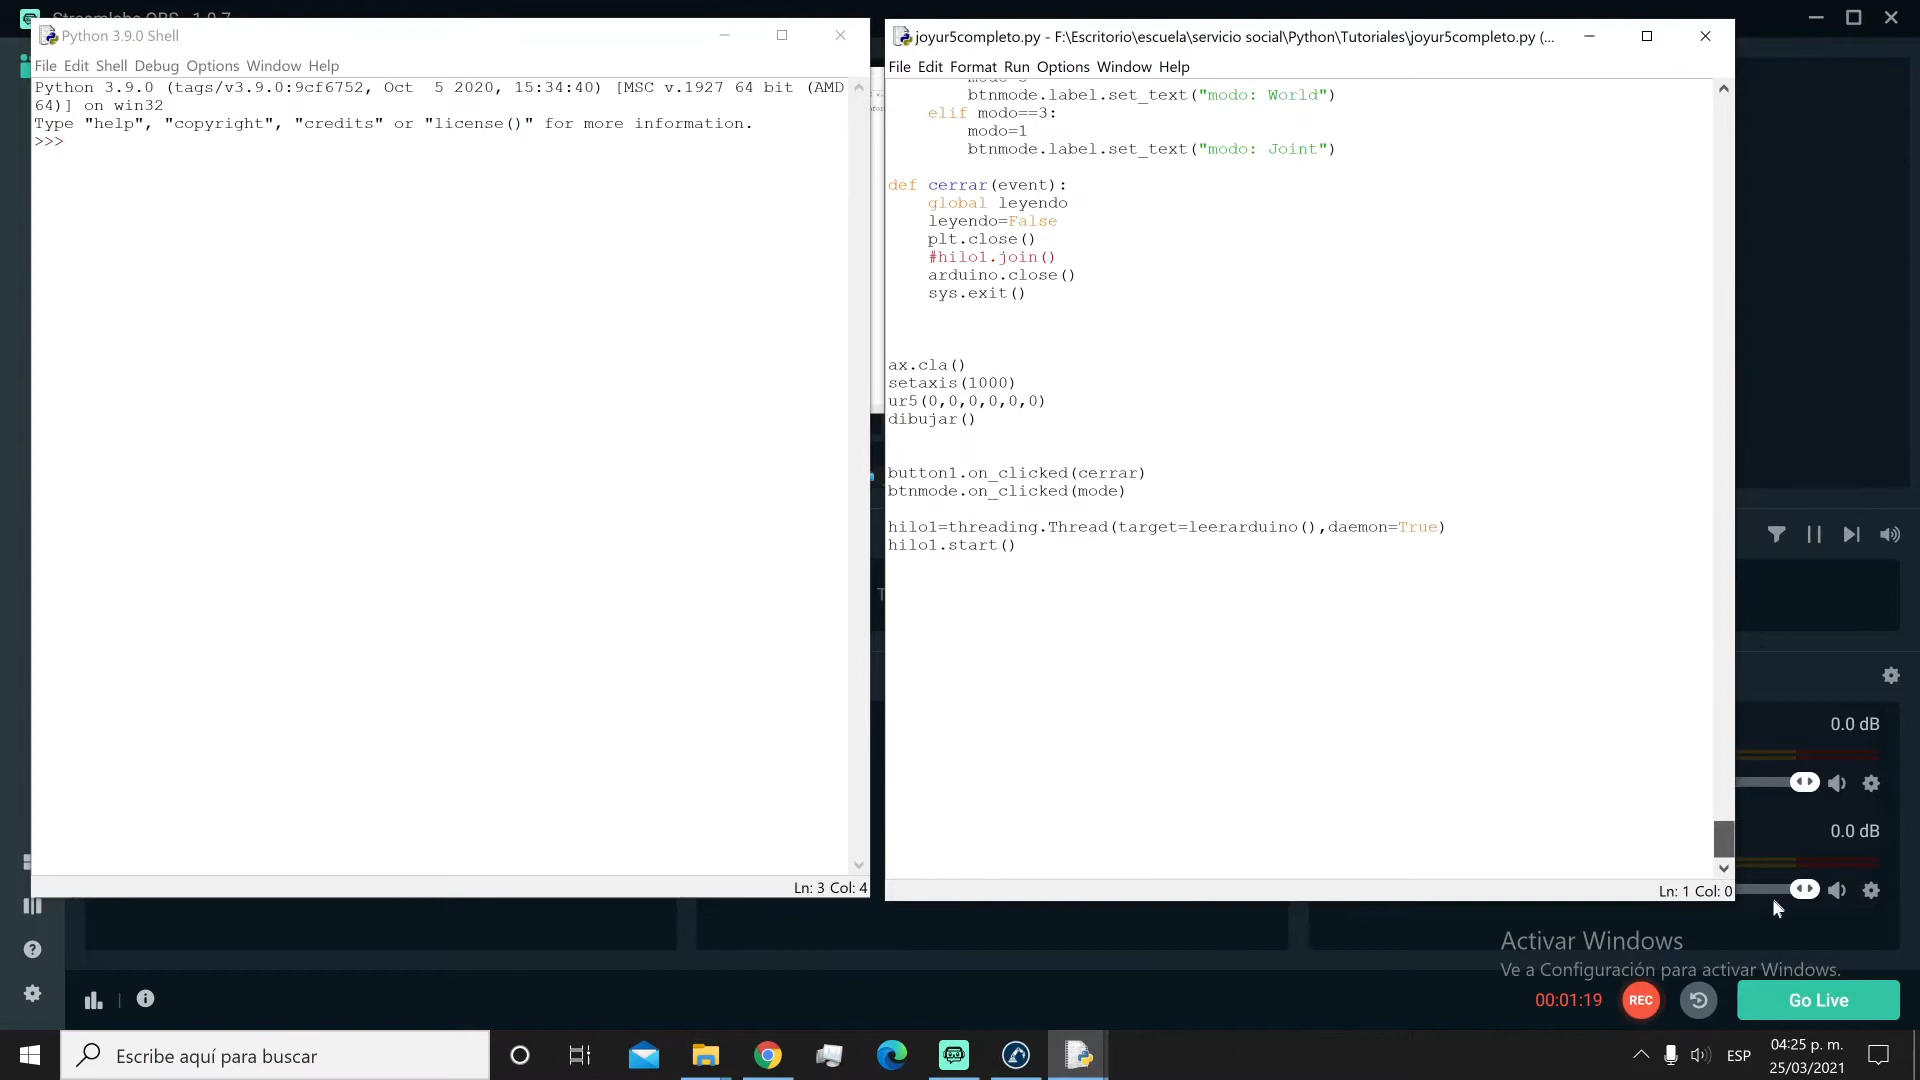 Python 3.9.0 Shell
File Edit Shell Debug Options Window Help
Python 3.9.0 (tags/v3.9.0:9cf6752, Oct  5 2020, 15:34:40) [MSC v.1927 64 bit (AMD
64)] on win32
Type "help", "copyright", "credits" or "license()" for more information.
>>>
Ln: 3 Col: 4
joyur5completo.py - F:\Escritorio\escuela\servicio social\Python\Tutoriales\joyur5completo.py (...
File Edit Format Run Options Window Help
btnmode.label.set_text("modo: World")
elif modo==3:
modo=1
btnmode.label.set_text("modo: Joint")
def cerrar(event):
global leyendo
leyendo=False
plt.close()
#hilo1.join()
arduino.close()
sys.exit()
ax.cla()
setaxis(1000)
ur5(0,0,0,0,0,0)
dibujar()
button1.on_clicked(cerrar)
btnmode.on_clicked(mode)
hilo1=threading.Thread(target=leerarduino(),daemon=True)
hilo1.start()
Ln: 1 Col: 0
0.0 dB
0.0 dB
Activar Windows
Ve a Configuración para activar Windows.
00:01:19
REC
Go Live
Escribe aquí para buscar
ESP
04:25 p. m.
25/03/2021